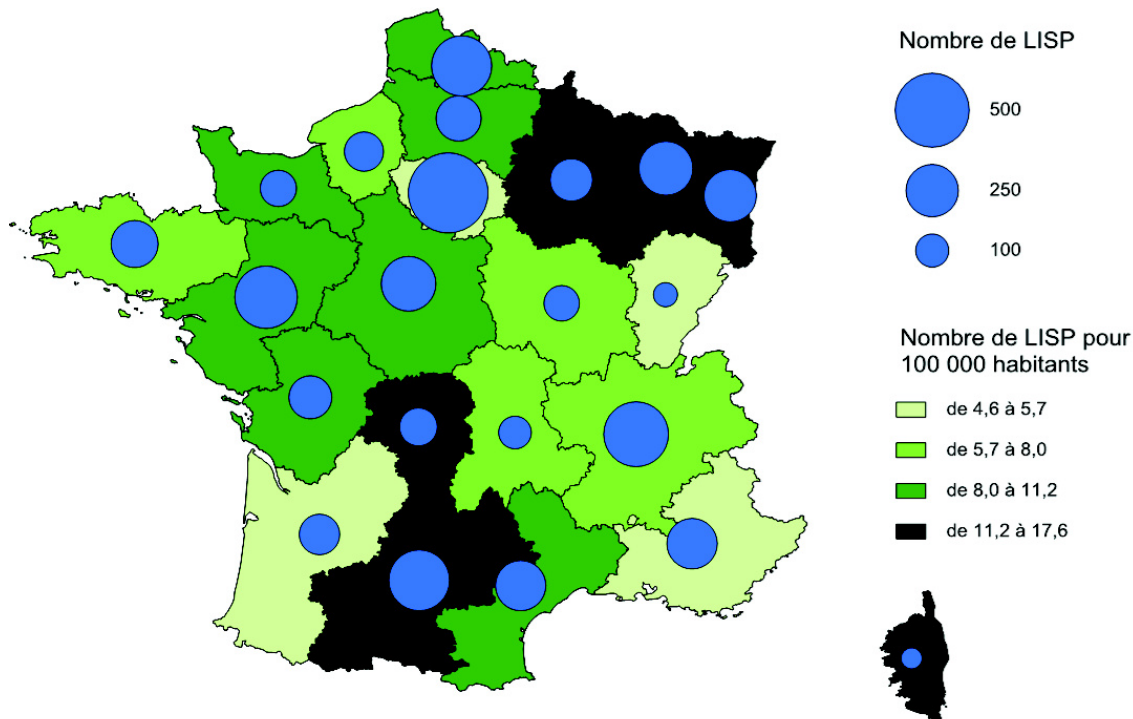 Nombre de LISP
500
250
100
Nombre de LISP pour
100 000 habitants
de 4,6 à 5,7
de 5,7 à 8,0
de 8,0 à 11,2
de 11,2 à 17,6